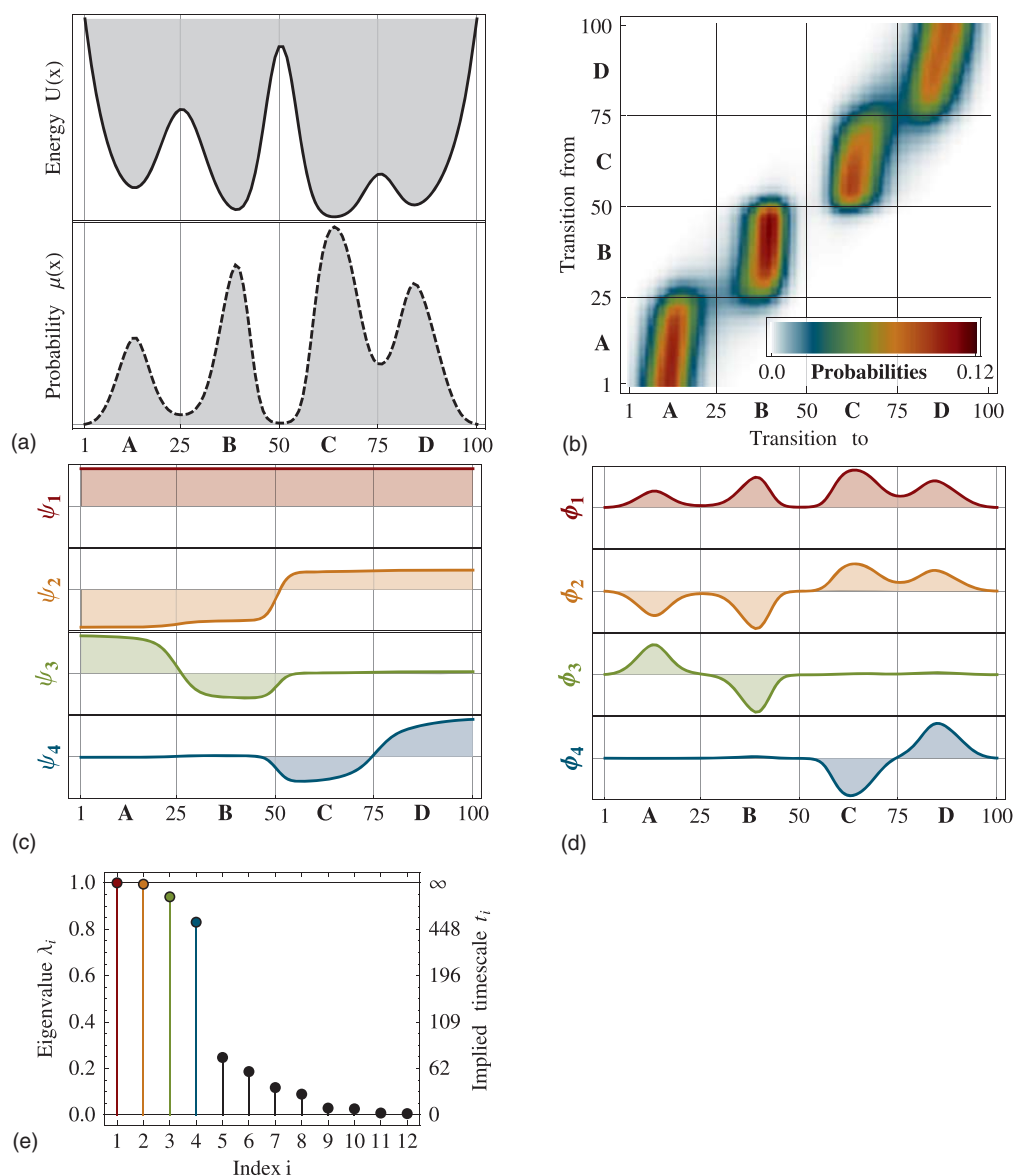 Energy U(x)
Probability μ(x)
1 A 25 B 50 C 75 D 100
(a)
100
D
75
C
50
B
25
A
1
Transition from
0.0 Probabilities 0.12
1 A 25 B 50 C 75 D 100
Transition to
(b)
ψ1
ψ2
ψ3
ψ4
1 A 25 B 50 C 75 D 100
(c)
ϕ1
ϕ2
ϕ3
ϕ4
1 A 25 B 50 C 75 D 100
(d)
Eigenvalue λi
1.0 ∞
0.8 448
0.6 196
0.4 109
0.2 62
0.0 0
Implied timescale ti
1 2 3 4 5 6 7 8 9 10 11 12
Index i
(e)